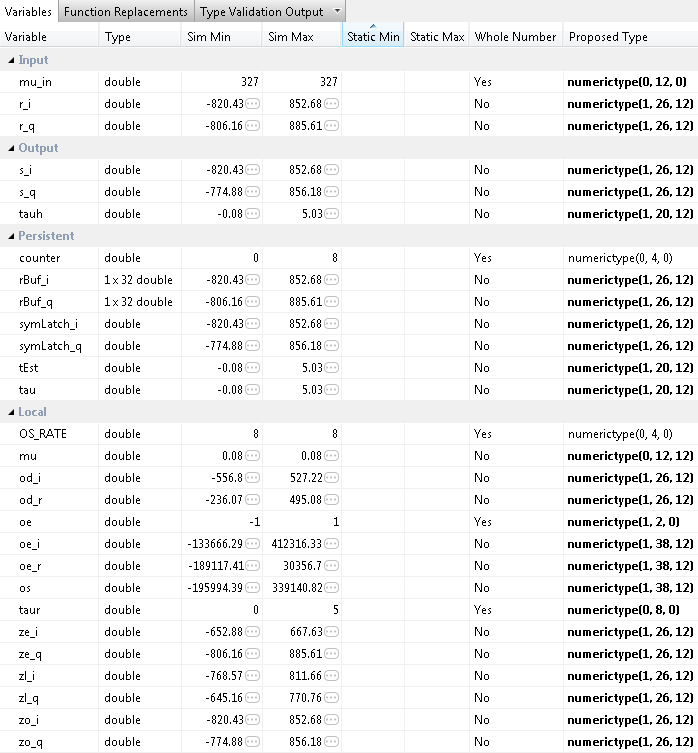 Variables Function Replacements Type Validation Output
Variable Type Sim Min Sim Max Static Min Static Max Whole Number Proposed Type
Input
mu_in double 327 327 Yes numerictype(0, 12, 0)
r_i double -820.43 852.68 No numerictype(1, 26, 12)
r_q double -806.16 885.61 No numerictype(1, 26, 12)
Output
s_i double -820.43 852.68 No numerictype(1, 26, 12)
s_q double -774.88 856.18 No numerictype(1, 26, 12)
tauh double -0.08 5.03 No numerictype(1, 20, 12)
Persistent
counter double 0 8 Yes numerictype(0, 4, 0)
rBuf_i 1 x 32 double -820.43 852.68 No numerictype(1, 26, 12)
rBuf_q 1 x 32 double -806.16 885.61 No numerictype(1, 26, 12)
symLatch_i double -820.43 852.68 No numerictype(1, 26, 12)
symLatch_q double -774.88 856.18 No numerictype(1, 26, 12)
tEst double -0.08 5.03 No numerictype(1, 20, 12)
tau double -0.08 5.03 No numerictype(1, 20, 12)
Local
OS_RATE double 8 8 Yes numerictype(0, 4, 0)
mu double 0.08 0.08 No numerictype(0, 12, 12)
od_i double -556.8 527.22 No numerictype(1, 26, 12)
od_r double -236.07 495.08 No numerictype(1, 26, 12)
oe double -1 1 Yes numerictype(1, 2, 0)
oe_i double -133666.29 412316.33 No numerictype(1, 38, 12)
oe_r double -189117.41 30356.7 No numerictype(1, 38, 12)
os double -195994.39 339140.82 No numerictype(1, 38, 12)
taur double 0 5 Yes numerictype(0, 8, 0)
ze_i double -652.88 667.63 No numerictype(1, 26, 12)
ze_q double -806.16 885.61 No numerictype(1, 26, 12)
zl_i double -768.57 811.66 No numerictype(1, 26, 12)
zl_q double -645.16 770.76 No numerictype(1, 26, 12)
zo_i double -820.43 852.68 No numerictype(1, 26, 12)
zo_q double -774.88 856.18 No numerictype(1, 26, 12)